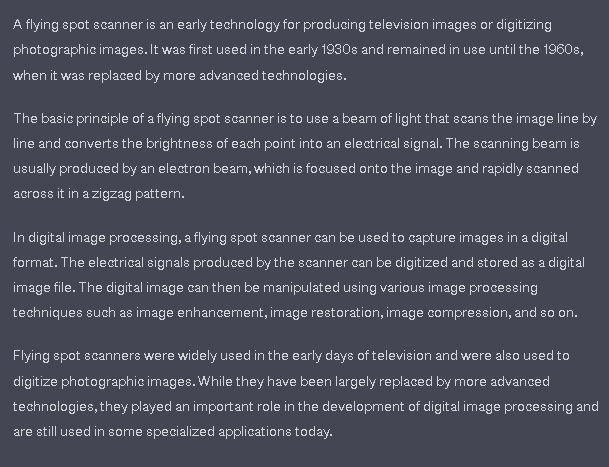 A flying spot scanner is an early technology for producing television images or digitizing
photographic images. It was first used in the early 1930s and remained in use until the 1960s,
when it was replaced by more advanced technologies.
The basic principle of a flying spot scanner is to use a beam of light that scans the image line by
line and converts the brightness of each point into an electrical signal. The scanning beam is
usually produced by an electron beam, which is focused onto the image and rapidly scanned
across it in a zigzag pattern.
In digital image processing, a flying spot scanner can be used to capture images in a digital
format. The electrical signals produced by the scanner can be digitized and stored as a digital
image file. The digital image can then be manipulated using various image processing
techniques such as image enhancement, image restoration, image compression, and so on.
Flying spot scanners were widely used in the early days of television and were also used to
digitize photographic images. While they have been largely replaced by more advanced
technologies, they played an important role in the development of digital image processing and
are still used in some specialized applications today.